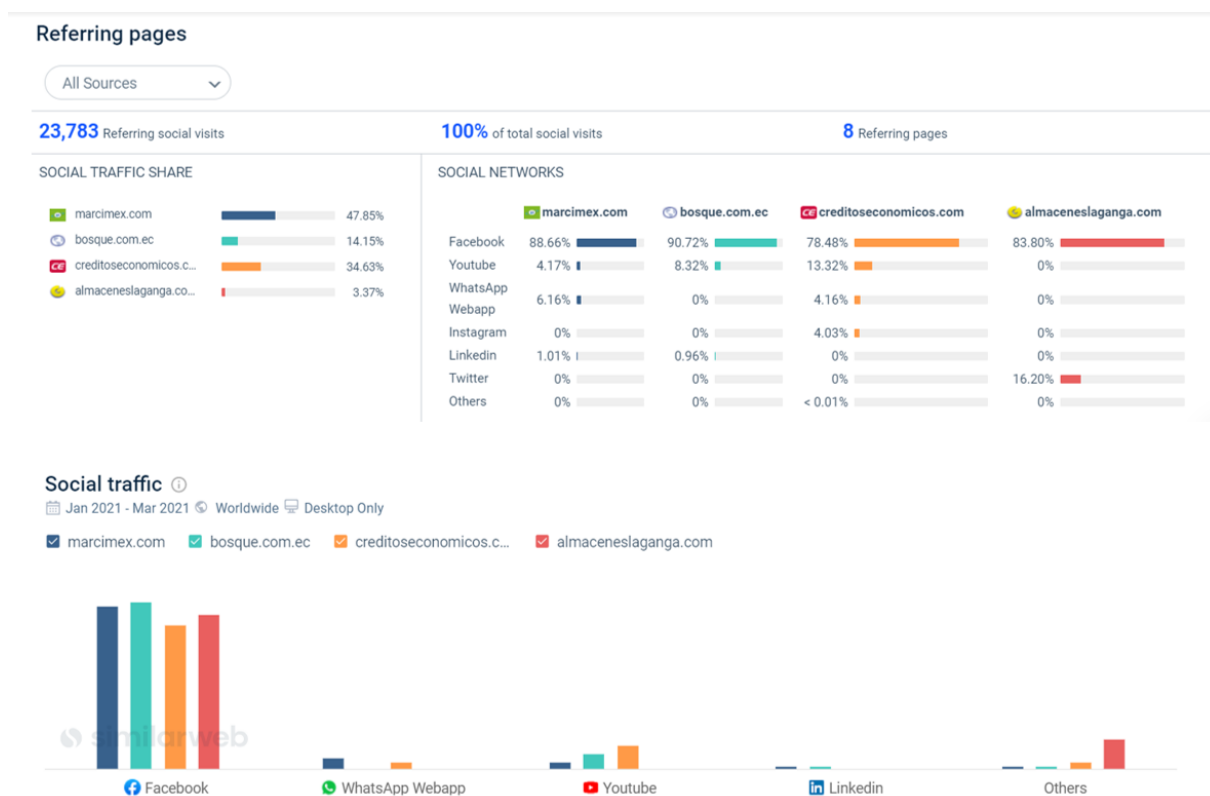 Referring pages
All Sources
23,783 Referring social visits 100% of total social visits 8 Referring pages
SOCIAL TRAFFIC SHARE
marcimex.com 47.85%
bosque.com.ec 14.15%
creditoseconomicos.c... 34.63%
almaceneslaganga.co... 3.37%
SOCIAL NETWORKS
marcimex.com bosque.com.ec creditoseconomicos.com almaceneslaganga.com
Facebook 88.66% 90.72% 78.48% 83.80%
Youtube 4.17% 8.32% 13.32% 0%
WhatsApp
Webapp 6.16% 0% 4.16% 0%
Instagram 0% 0% 4.03% 0%
Linkedin 1.01% 0.96% 0% 0%
Twitter 0% 0% 0% 16.20%
Others 0% 0% < 0.01% 0%
Social traffic
Jan 2021 - Mar 2021 Worldwide Desktop Only
marcimex.com bosque.com.ec creditoseconomicos.c... almaceneslaganga.com
similarweb
Facebook WhatsApp Webapp Youtube Linkedin Others